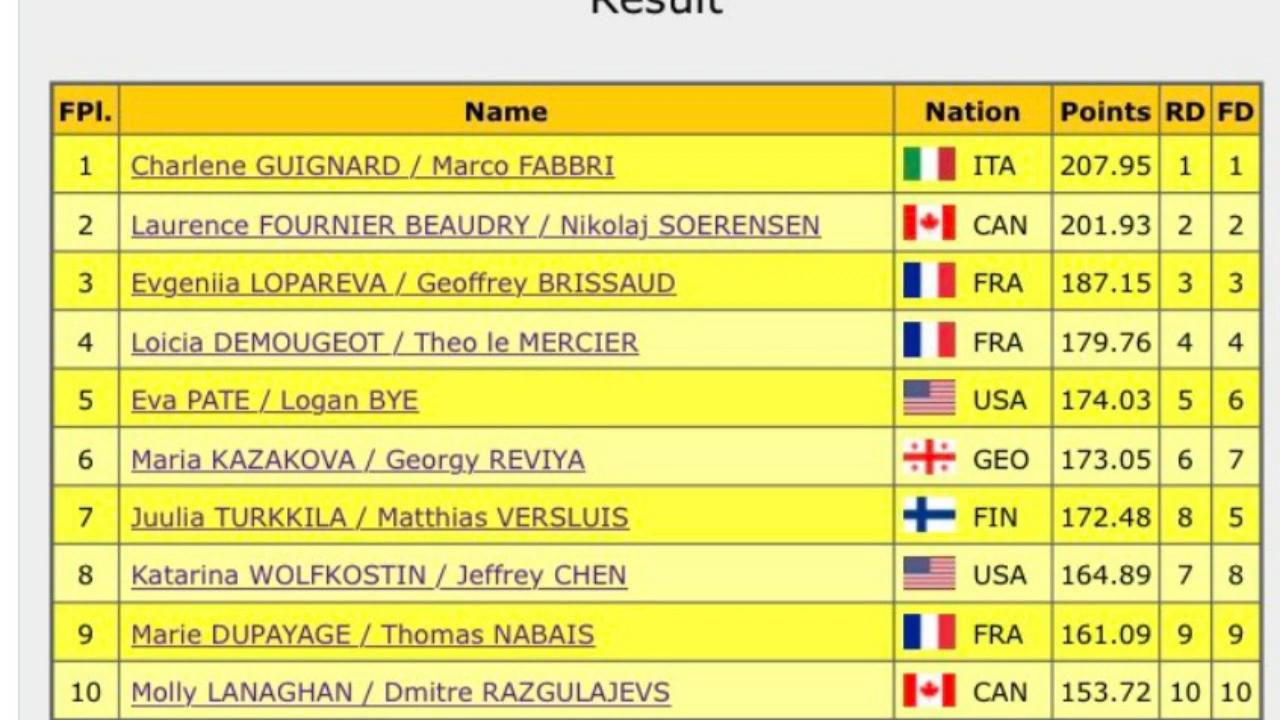 Result
FPl. Name Nation Points RD FD
1 Charlene GUIGNARD / Marco FABBRI ITA 207.95 1 1
2 Laurence FOURNIER BEAUDRY / Nikolaj SOERENSEN CAN 201.93 2 2
3 Evgeniia LOPAREVA / Geoffrey BRISSAUD FRA 187.15 3 3
4 Loicia DEMOUGEOT / Theo le MERCIER FRA 179.76 4 4
5 Eva PATE / Logan BYE USA 174.03 5 6
6 Maria KAZAKOVA / Georgy REVIYA GEO 173.05 6 7
7 Juulia TURKKILA / Matthias VERSLUIS FIN 172.48 8 5
8 Katarina WOLFKOSTIN / Jeffrey CHEN USA 164.89 7 8
9 Marie DUPAYAGE / Thomas NABAIS FRA 161.09 9 9
10 Molly LANAGHAN / Dmitre RAZGULAJEVS CAN 153.72 10 10